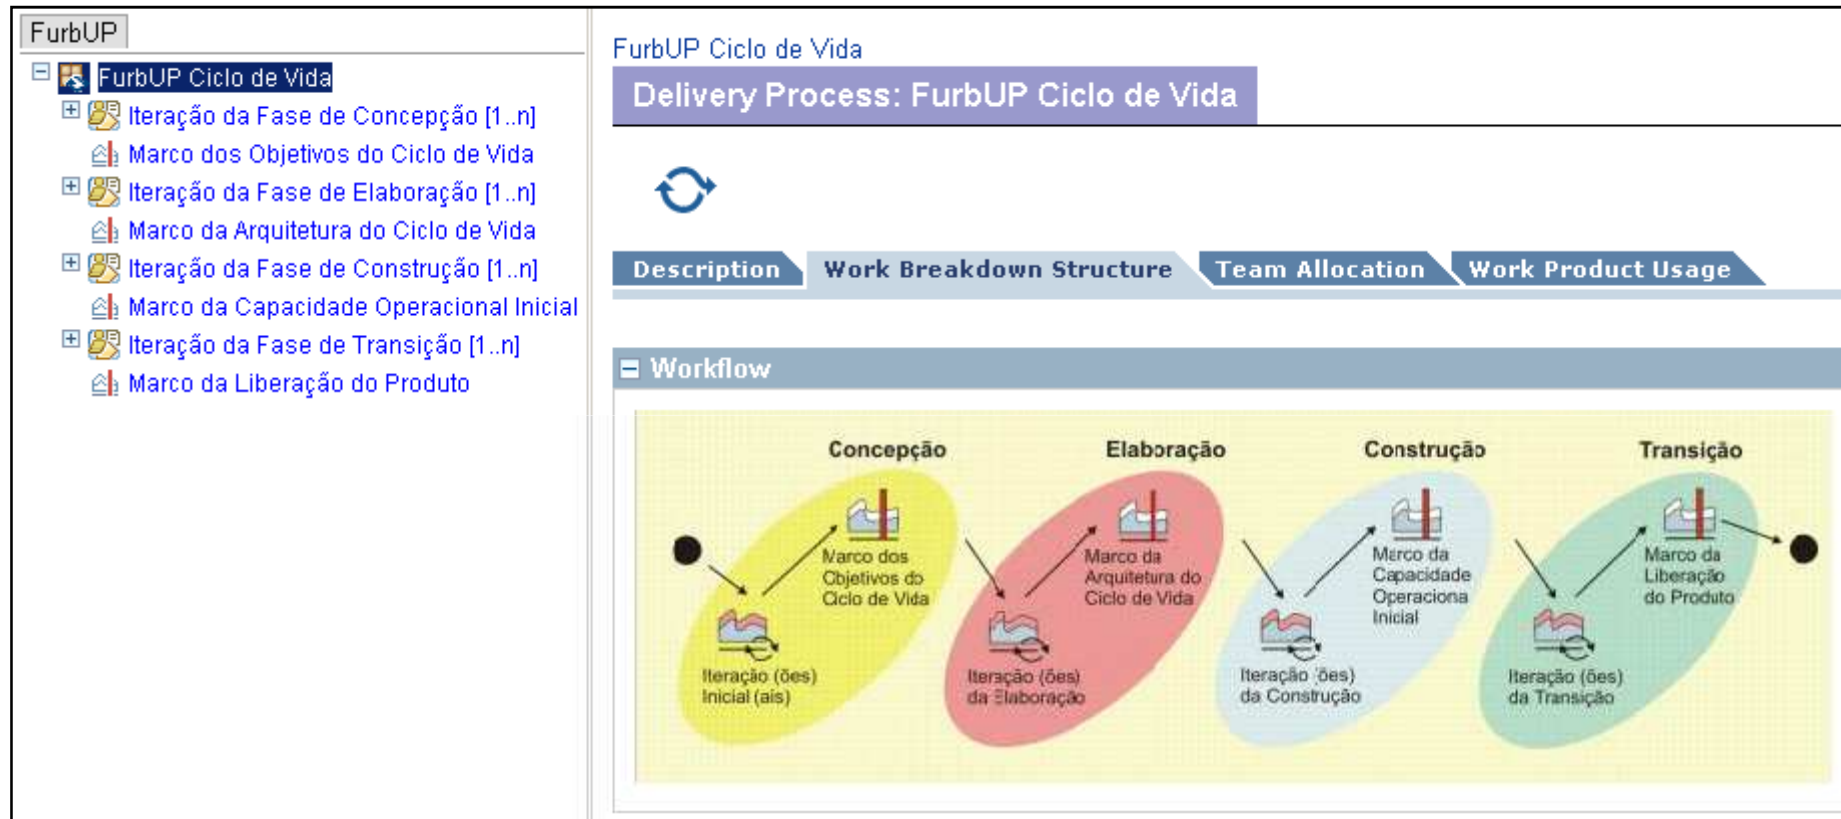 FurbUP
FurbUP Ciclo de Vida
Iteração da Fase de Concepção [1..n]
Marco dos Objetivos do Ciclo de Vida
Iteração da Fase de Elaboração [1..n]
Marco da Arquitetura do Ciclo de Vida
Iteração da Fase de Construção [1..n]
Marco da Capacidade Operacional Inicial
Iteração da Fase de Transição [1..n]
Marco da Liberação do Produto
FurbUP Ciclo de Vida
Delivery Process: FurbUP Ciclo de Vida
Description Work Breakdown Structure Team Allocation Work Product Usage
Workflow
Concepção
Marco dos
Objetivos do
Ciclo de Vida
Iteração (ões)
Inicial (ais)
Elaboração
Marco da
Arquitetura do
Ciclo de Vida
Iteração (ões)
da Elaboração
Construção
Marco da
Capacidade
Operaciona
Inicial
Iteração (ões)
da Construção
Transição
Marco da
Liberação
do Produto
Iteração (ões)
da Transição